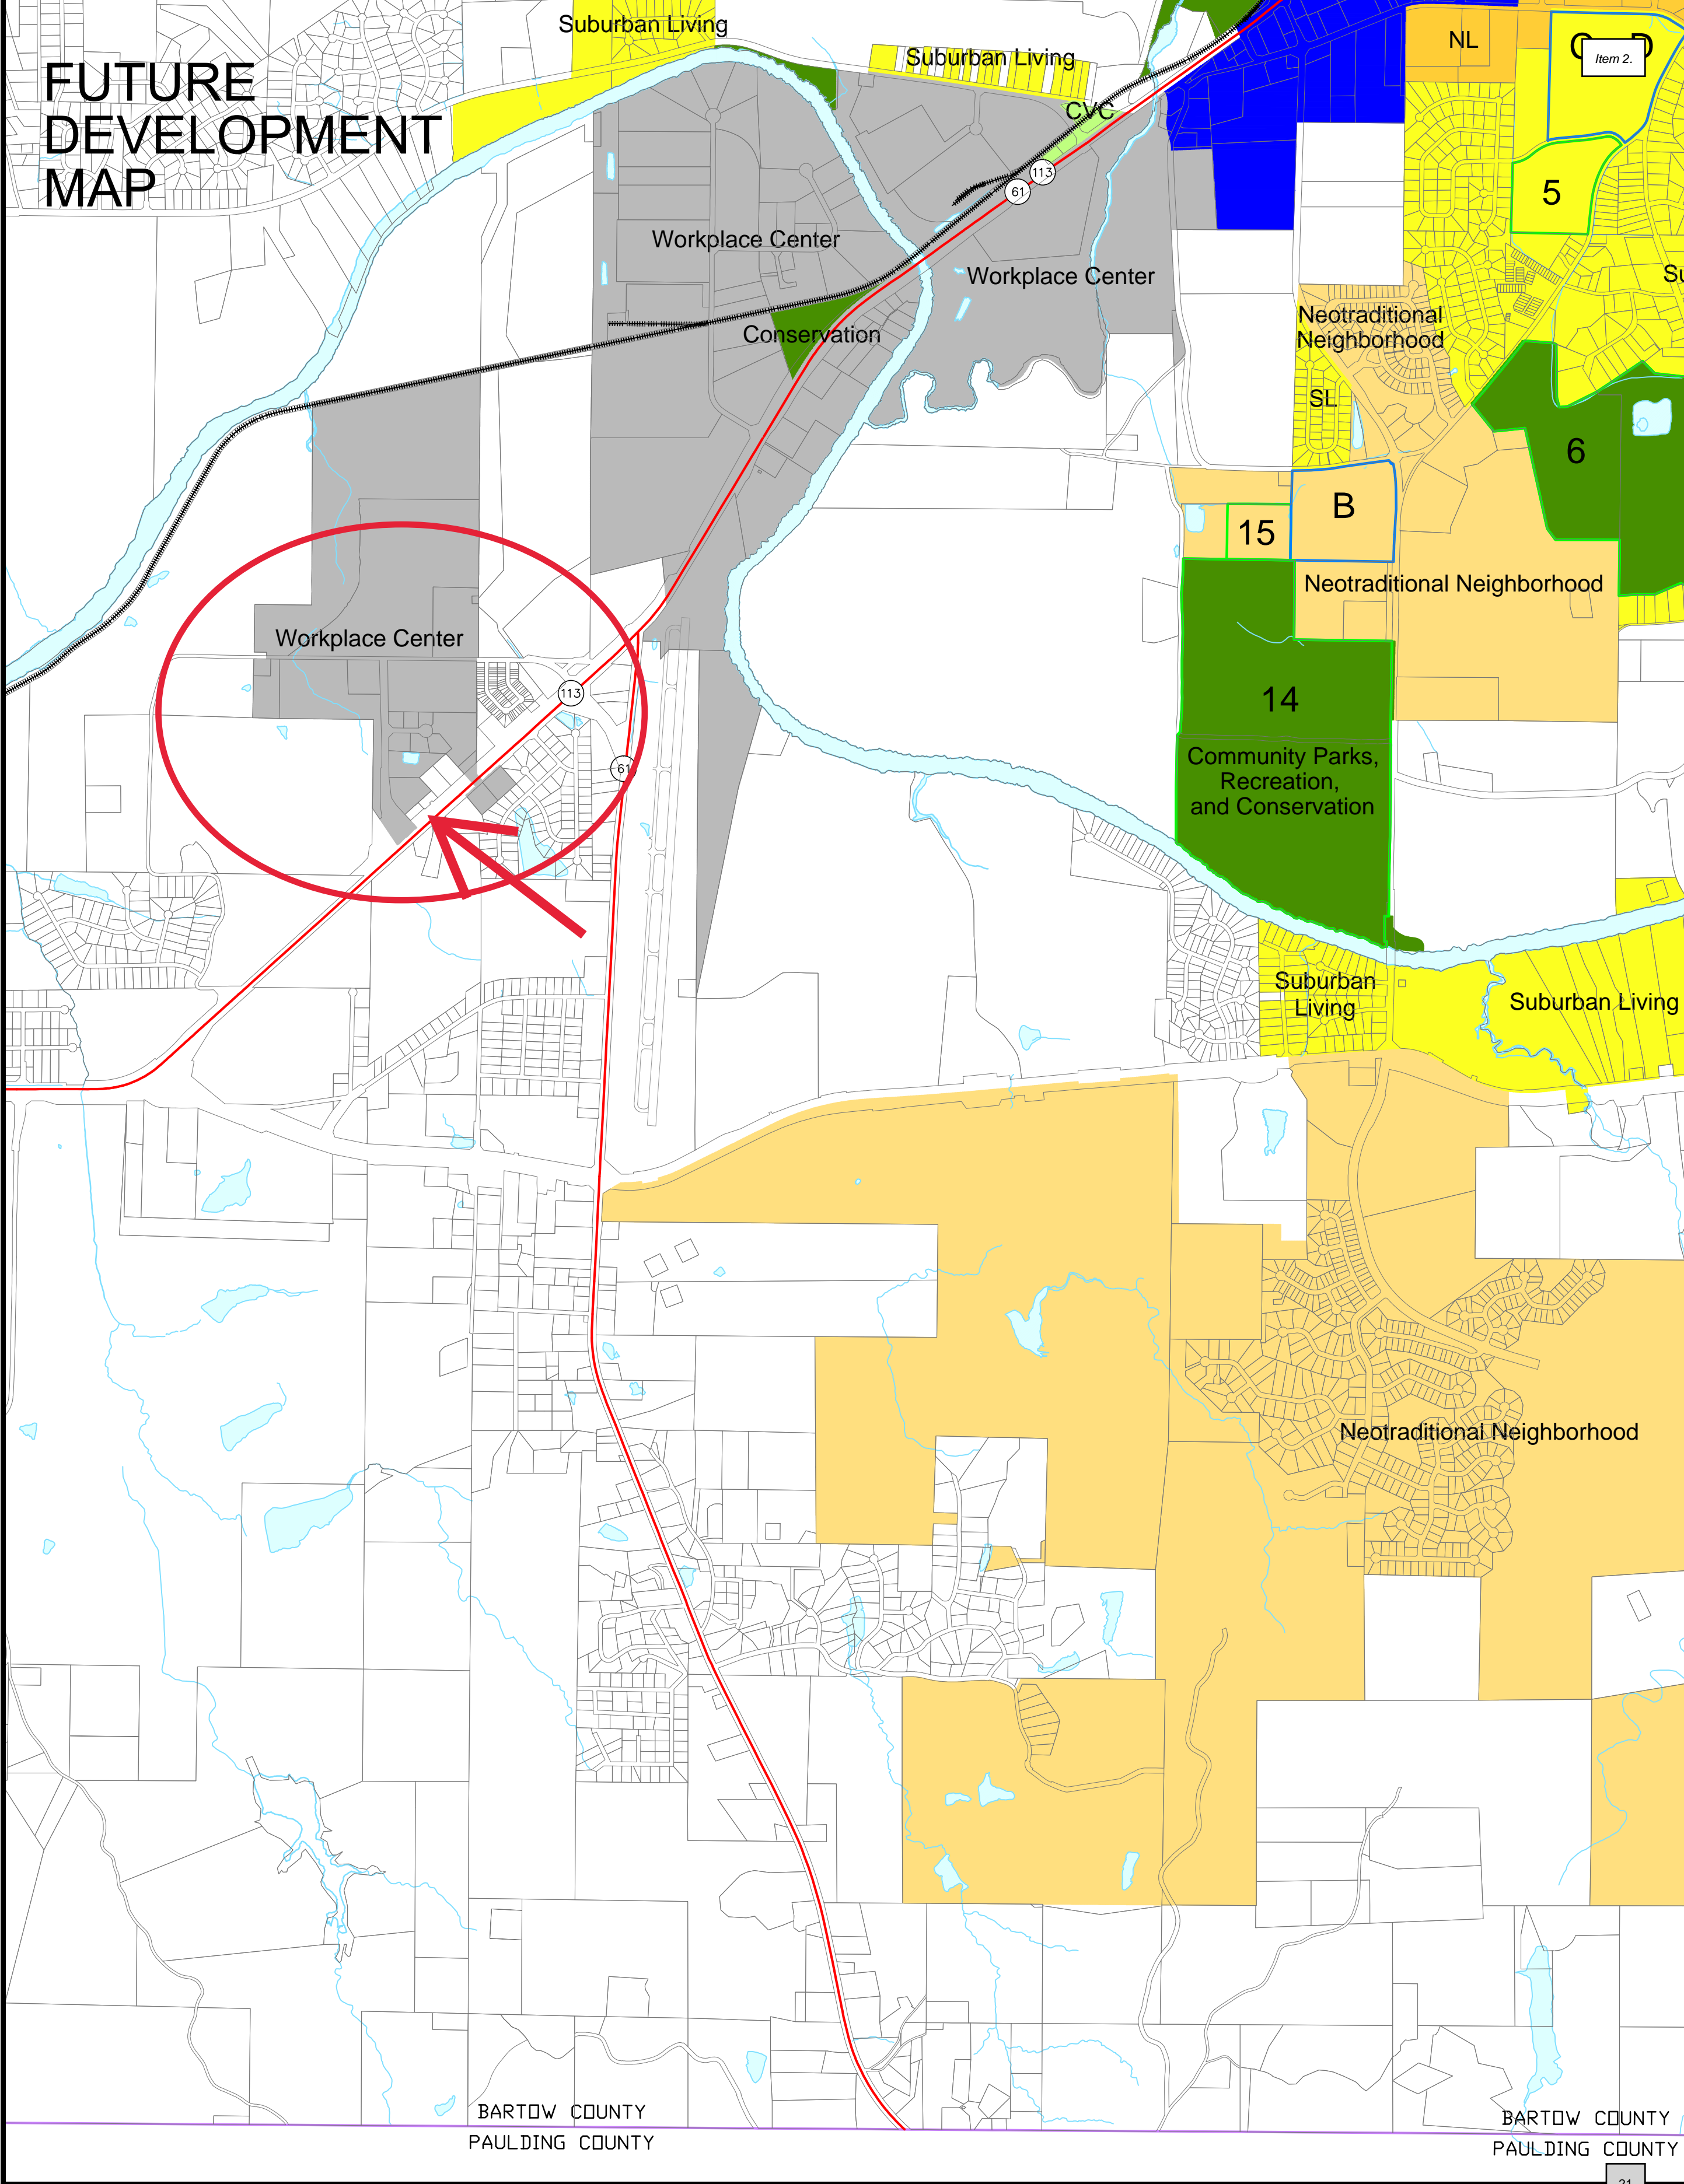 FUTURE
DEVELOPMENT
MAP
Suburban Living
Suburban Living
NL
Item 2.
CVC
113
61
5
Workplace Center
Workplace Center
Su
Conservation
Neotraditional
Neighborhood
SL
6
B
15
Neotraditional Neighborhood
Workplace Center
113
14
61
Community Parks,
Recreation,
and Conservation
Suburban
Living
Suburban Living
Neotraditional Neighborhood
BARTOW COUNTY
PAULDING COUNTY
BARTOW COUNTY
PAULDING COUNTY
21